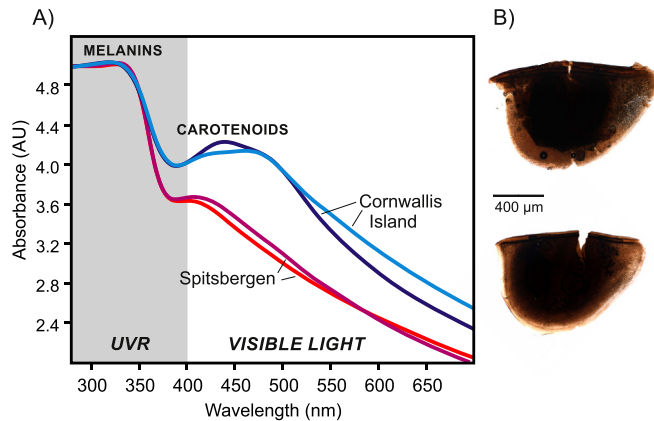 A)
B)
MELANINS
CAROTENOIDS
Cornwallis
Island
Spitsbergen
UVR
VISIBLE LIGHT
Absorbance (AU)
4.8
4.4
4.0
3.6
3.2
2.8
2.4
300 350 400 450 500 550 600 650
Wavelength (nm)
400 µm